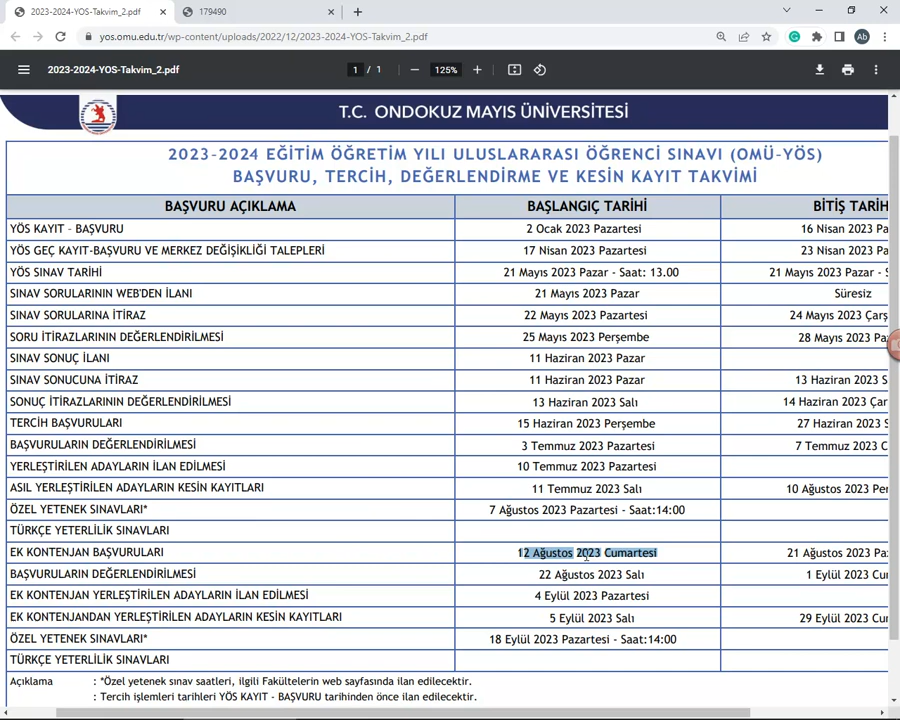 2023-2024-YOS-Takvim_2.pdf
179490
yos.omu.edu.tr/wp-content/uploads/2022/12/2023-2024-YOS-Takvim_2.pdf
Ab
2023-2024-YOS-Takvim_2.pdf
1 / 1
125%
T.C. ONDOKUZ MAYIS ÜNİVERSİTESİ
2023-2024 EĞİTİM ÖĞRETİM YILI ULUSLARARASI ÖĞRENCİ SINAVI (OMÜ-YÖS)
BAŞVURU, TERCİH, DEĞERLENDİRME VE KESİN KAYIT TAKVİMİ
BAŞVURU AÇIKLAMA BAŞLANGIÇ TARİHİ BİTİŞ TARİH
YÖS KAYIT - BAŞVURU 2 Ocak 2023 Pazartesi 16 Nisan 2023 Pa
YÖS GEÇ KAYIT-BAŞVURU VE MERKEZ DEĞİŞİKLİĞİ TALEPLERİ 17 Nisan 2023 Pazartesi 23 Nisan 2023 Pa
YÖS SINAV TARİHİ 21 Mayıs 2023 Pazar - Saat: 13.00 21 Mayıs 2023 Pazar - S
SINAV SORULARININ WEB'DEN İLANI 21 Mayıs 2023 Pazar Süresiz
SINAV SORULARINA İTİRAZ 22 Mayıs 2023 Pazartesi 24 Mayıs 2023 Çarş
SORU İTİRAZLARININ DEĞERLENDİRİLMESİ 25 Mayıs 2023 Perşembe 28 Mayıs 2023 Pa
SINAV SONUÇ İLANI 11 Haziran 2023 Pazar
SINAV SONUCUNA İTİRAZ 11 Haziran 2023 Pazar 13 Haziran 2023 S
SONUÇ İTİRAZLARININ DEĞERLENDİRİLMESİ 13 Haziran 2023 Salı 14 Haziran 2023 Çar
TERCİH BAŞVURULARI 15 Haziran 2023 Perşembe 27 Haziran 2023 S
BAŞVURULARIN DEĞERLENDİRİLMESİ 3 Temmuz 2023 Pazartesi 7 Temmuz 2023 C
YERLEŞTİRİLEN ADAYLARIN İLAN EDİLMESİ 10 Temmuz 2023 Pazartesi
ASIL YERLEŞTİRİLEN ADAYLARIN KESİN KAYITLARI 11 Temmuz 2023 Salı 10 Ağustos 2023 Per
ÖZEL YETENEK SINAVLARI* 7 Ağustos 2023 Pazartesi - Saat:14:00
TÜRKÇE YETERLİLİK SINAVLARI
EK KONTENJAN BAŞVURULARI 12 Ağustos 2023 Cumartesi 21 Ağustos 2023 Pa
BAŞVURULARIN DEĞERLENDİRİLMESİ 22 Ağustos 2023 Salı 1 Eylül 2023 Cu
EK KONTENJAN YERLEŞTİRİLEN ADAYLARIN İLAN EDİLMESİ 4 Eylül 2023 Pazartesi
EK KONTENJANDAN YERLEŞTİRİLEN ADAYLARIN KESİN KAYITLARI 5 Eylül 2023 Salı 29 Eylül 2023 Cu
ÖZEL YETENEK SINAVLARI* 18 Eylül 2023 Pazartesi - Saat:14:00
TÜRKÇE YETERLİLİK SINAVLARI
Açıklama : *Özel yetenek sınav saatleri, ilgili Fakültelerin web sayfasında ilan edilecektir.
: Tercih işlemleri tarihleri YÖS KAYIT - BAŞVURU tarihinden önce ilan edilecektir.